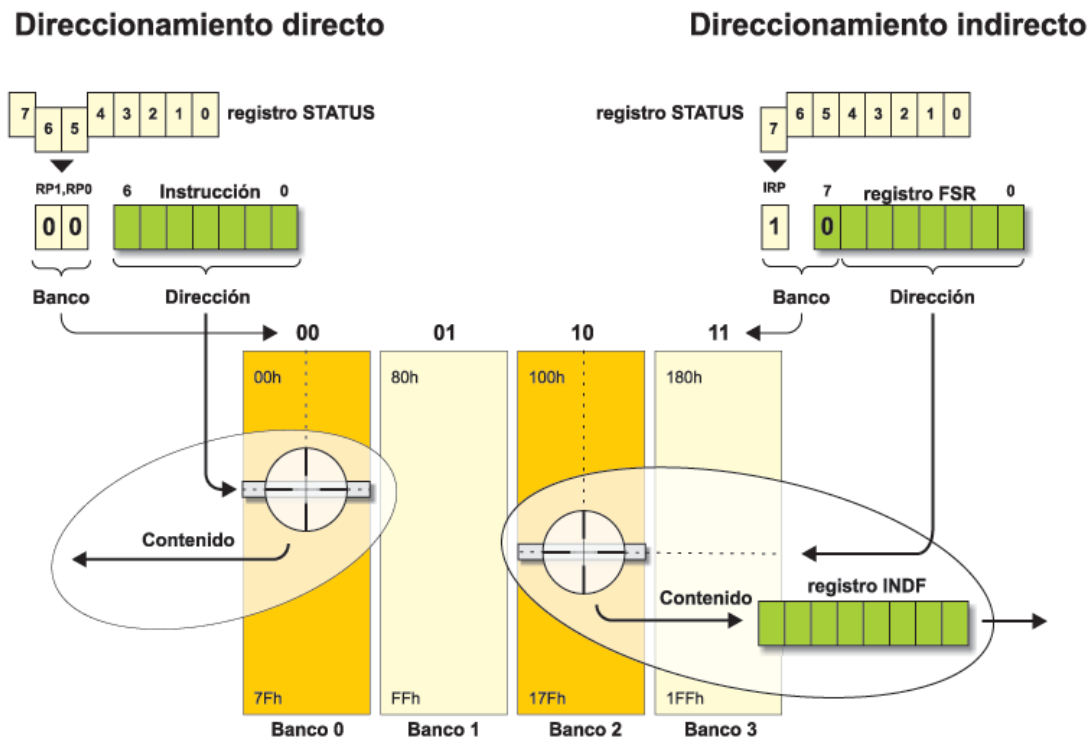 Direccionamiento directo
Direccionamiento indirecto
7 6 5 4 3 2 1 0 registro STATUS
registro STATUS 7 6 5 4 3 2 1 0
RP1,RP0 6 Instrucción 0
IRP 7 registro FSR 0
0 0
1 0
Banco Dirección
Banco Dirección
00 01 10 11
00h 80h 100h 180h
Contenido
registro INDF
Contenido
7Fh FFh 17Fh 1FFh
Banco 0 Banco 1 Banco 2 Banco 3